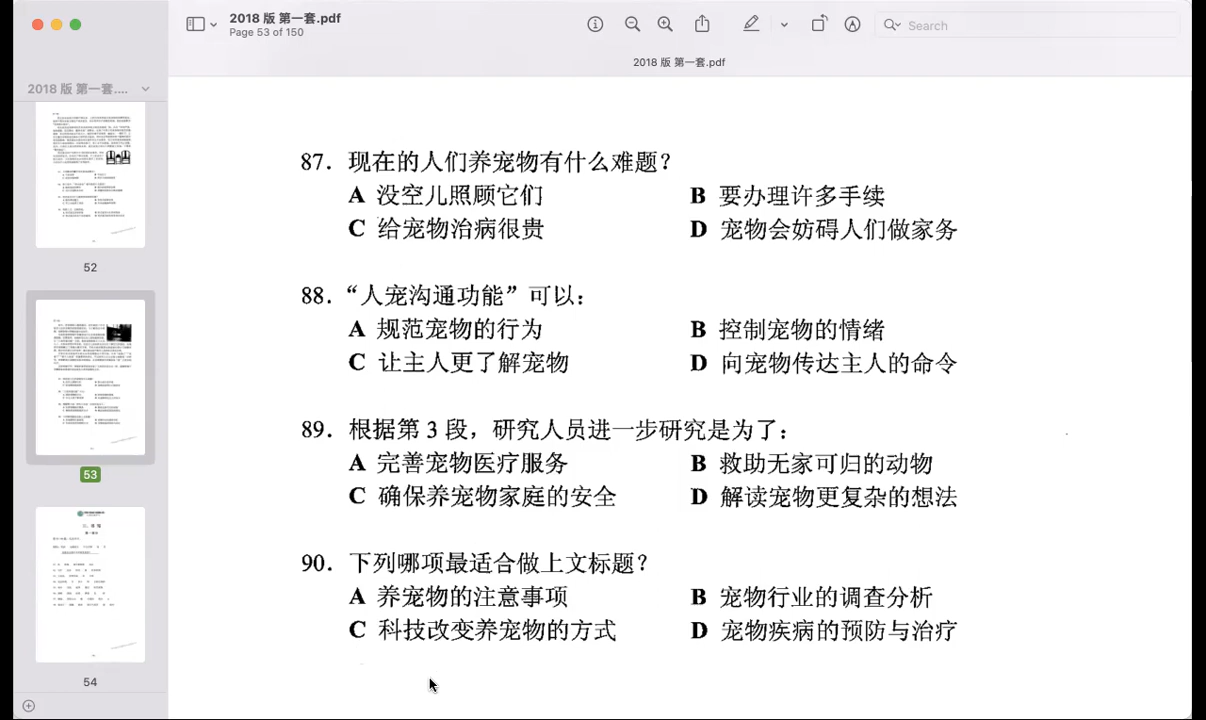 2018 版 第一套.pdf
Page 53 of 150
Search
2018 版 第一套.pdf
2018 版 第一套....
52
53
54
87. 现在的人们养宠物有什么难题？
A 没空儿照顾它们 B 要办理许多手续
C 给宠物治病很贵 D 宠物会妨碍人们做家务
88. “人宠沟通功能”可以：
A 规范宠物的行为 B 控制宠物的情绪
C 让主人更了解宠物 D 向宠物传达主人的命令
89. 根据第 3 段，研究人员进一步研究是为了：
A 完善宠物医疗服务 B 救助无家可归的动物
C 确保养宠物家庭的安全 D 解读宠物更复杂的想法
90. 下列哪项最适合做上文标题？
A 养宠物的注意事项 B 宠物行业的调查分析
C 科技改变养宠物的方式 D 宠物疾病的预防与治疗